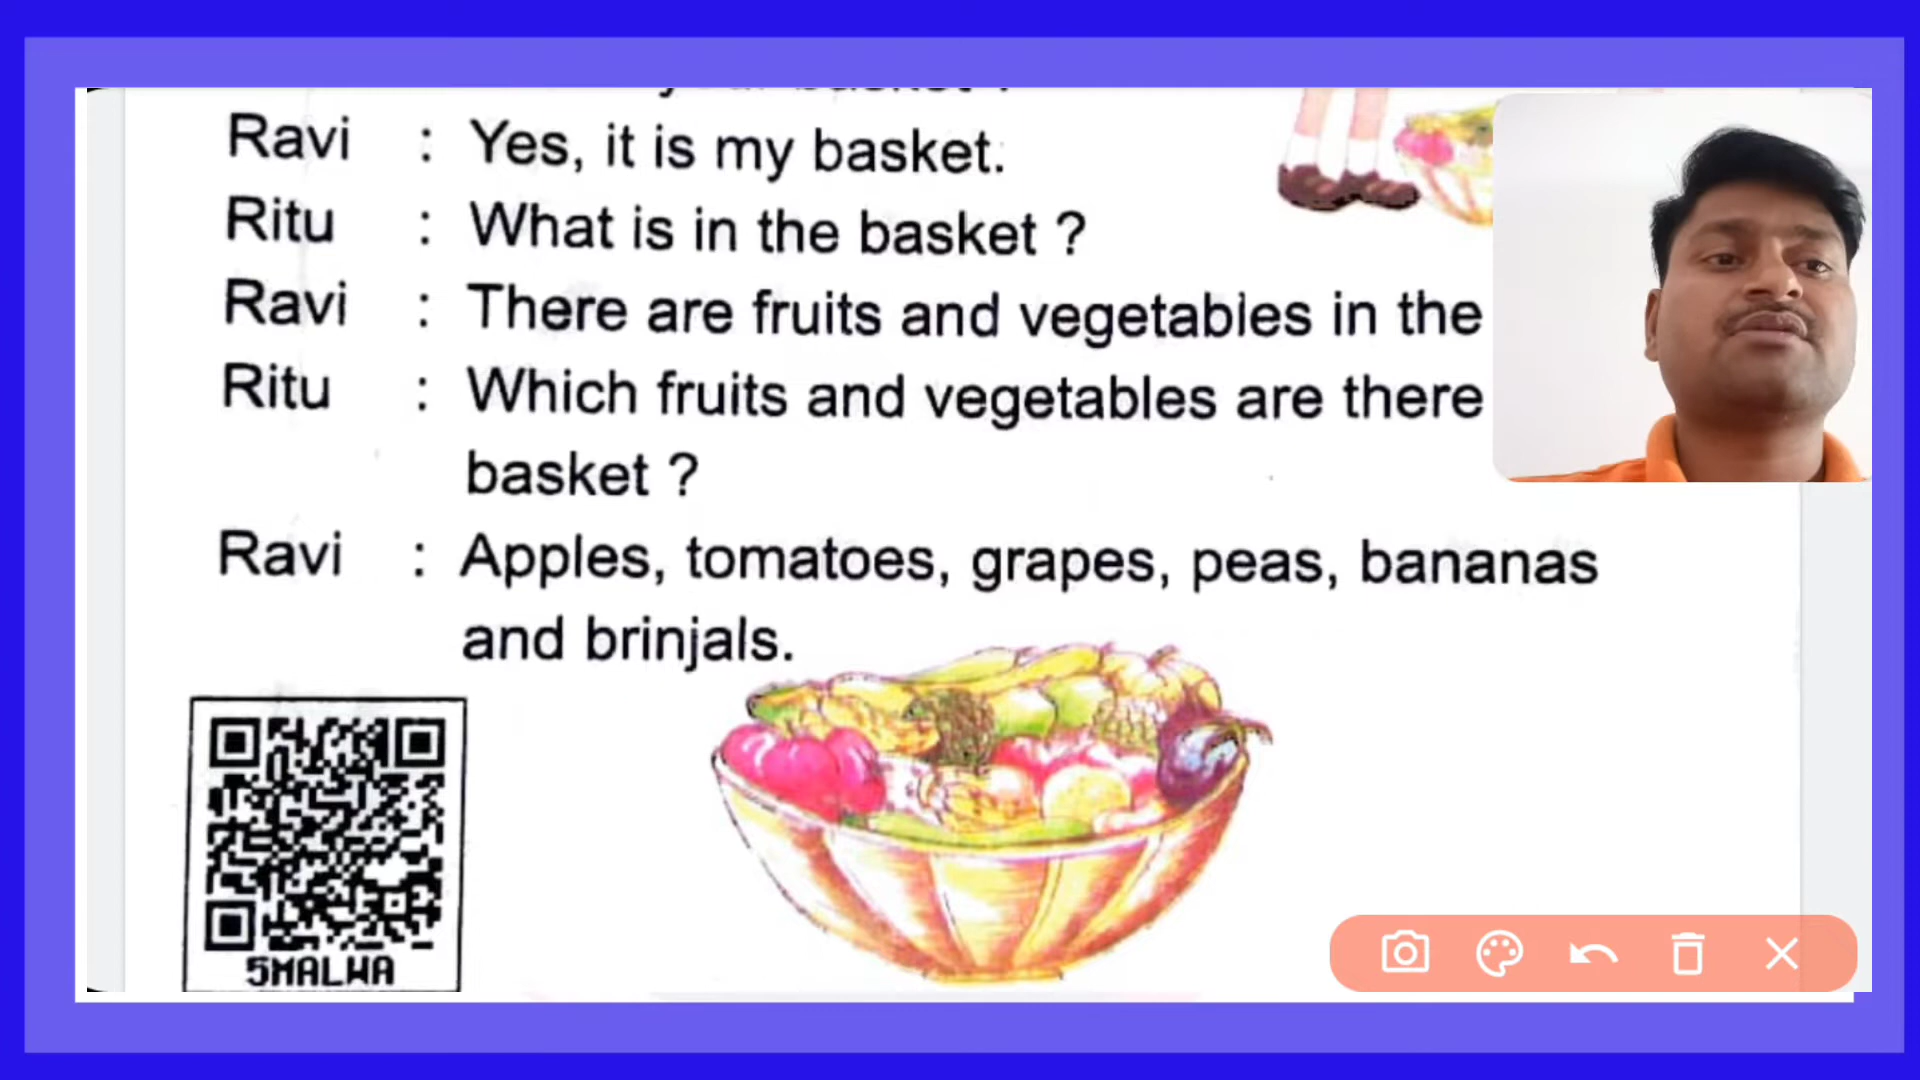 Ravi : Yes, it is my basket.
Ritu : What is in the basket ?
Ravi : There are fruits and vegetables in the
Ritu : Which fruits and vegetables are there
basket ?
Ravi : Apples, tomatoes, grapes, peas, bananas
and brinjals.
5MALWA